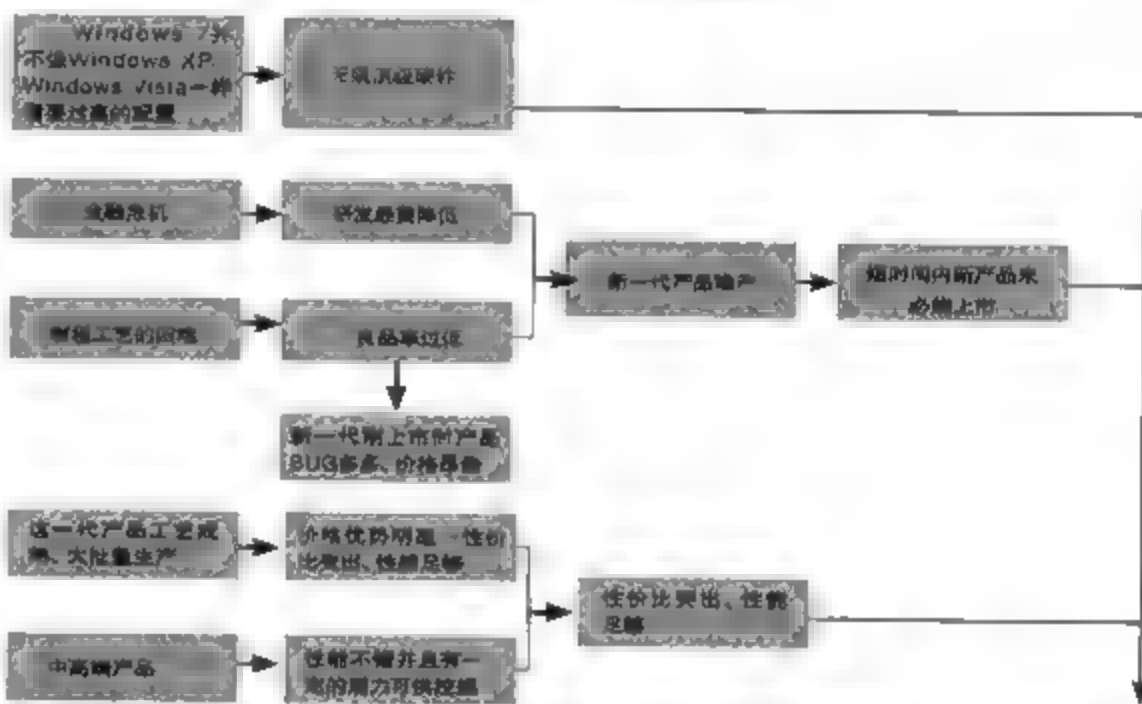 Windows 7并
不像Windows XP、
Windows Vista一样
需要过高的配置
无须顶级硬件
金融危机
研发经费降低
制程工艺的困难
良品率过低
新一代产品难产
短时间内新产品未
必能上市
新一代刚上市时产品
BUG多多、价格昂贵
这一代产品工艺成
熟、大批量生产
价格优势明显、性价
比突出、性能足够
中高端产品
性能不错并且有一
定的潜力可供挖掘
性价比突出、性能
足够